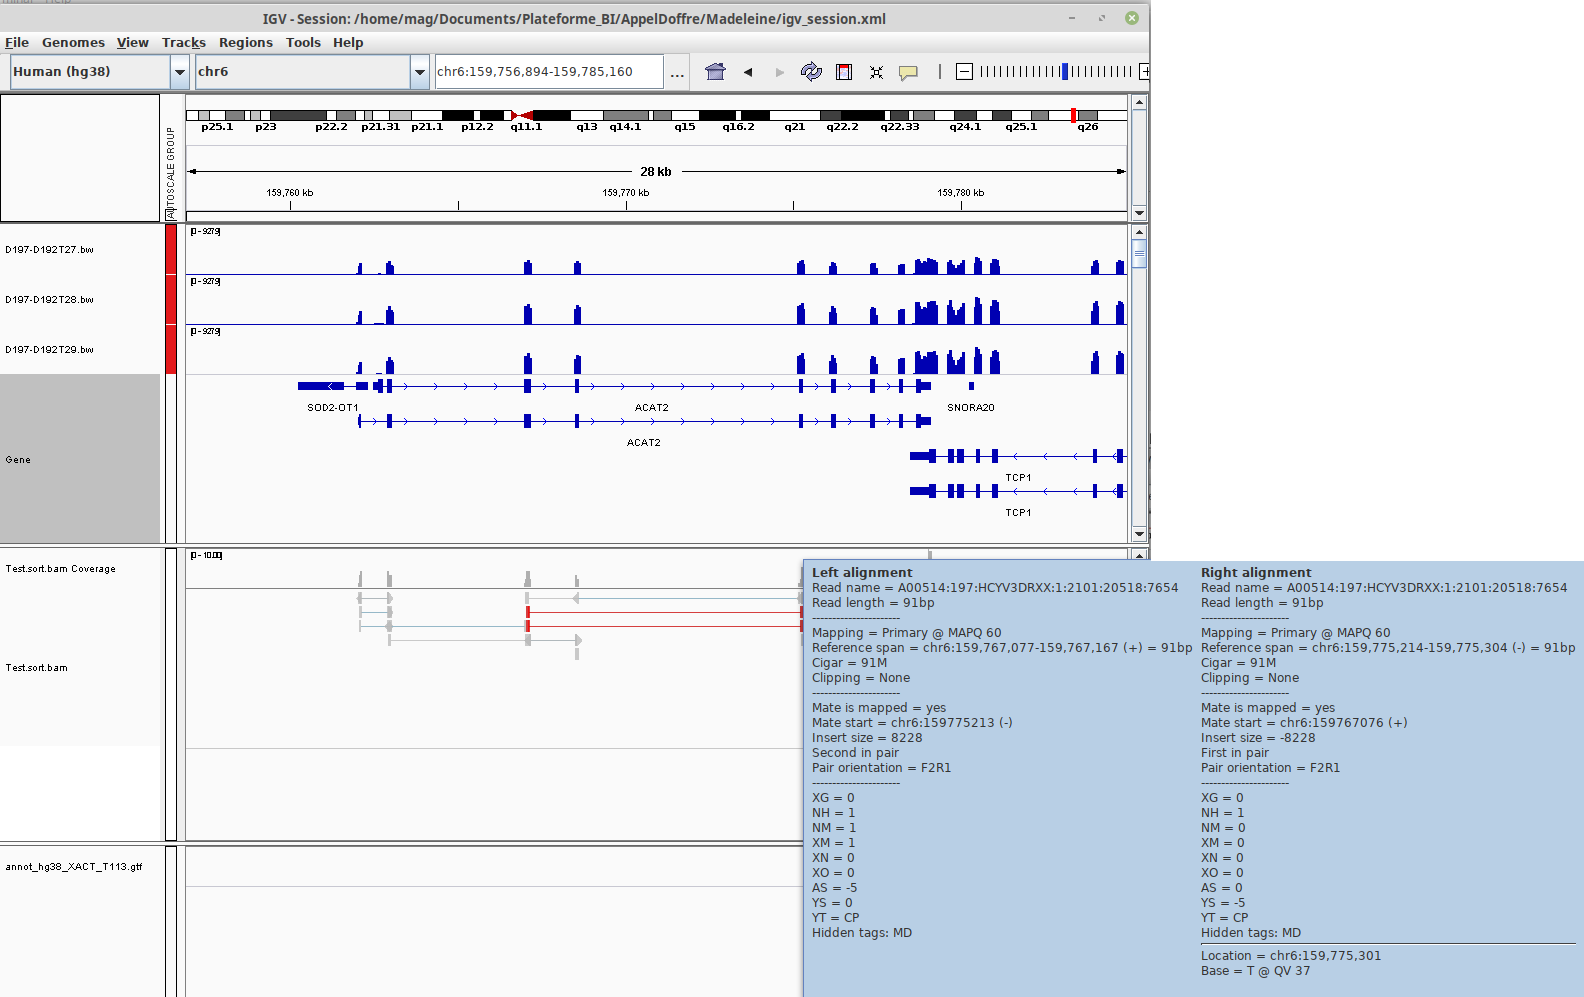 IGV - Session: /home/mag/Documents/Plateforme_BI/AppelDoffre/Madeleine/igv_session.xml
File Genomes View Tracks Regions Tools Help
Human (hg38) chr6 chr6:159,756,894-159,785,160 ...
p25.1 p23 p22.2 p21.31 p21.1 p12.2 q11.1 q13 q14.1 q15 q16.2 q21 q22.2 q22.33 q24.1 q25.1 q26
AUTOSCALE GROUP
28 kb
159,760 kb 159,770 kb 159,780 kb
[0 - 9279]
D197-D192T27.bw
[0 - 9279]
D197-D192T28.bw
[0 - 9279]
D197-D192T29.bw
SOD2-OT1 ACAT2 SNORA20
ACAT2
Gene
TCP1
TCP1
[0 - 10.00]
Test.sort.bam Coverage
Test.sort.bam
annot_hg38_XACT_T113.gtf
Left alignment
Read name = A00514:197:HCYV3DRXX:1:2101:20518:7654
Read length = 91bp
----------------------
Mapping = Primary @ MAPQ 60
Reference span = chr6:159,767,077-159,767,167 (+) = 91bp
Cigar = 91M
Clipping = None
----------------------
Mate is mapped = yes
Mate start = chr6:159775213 (-)
Insert size = 8228
Second in pair
Pair orientation = F2R1
----------------------
XG = 0
NH = 1
NM = 1
XM = 1
XN = 0
XO = 0
AS = -5
YS = 0
YT = CP
Hidden tags: MD
Right alignment
Read name = A00514:197:HCYV3DRXX:1:2101:20518:7654
Read length = 91bp
----------------------
Mapping = Primary @ MAPQ 60
Reference span = chr6:159,775,214-159,775,304 (-) = 91bp
Cigar = 91M
Clipping = None
----------------------
Mate is mapped = yes
Mate start = chr6:159767076 (+)
Insert size = -8228
First in pair
Pair orientation = F2R1
----------------------
XG = 0
NH = 1
NM = 0
XM = 0
XN = 0
XO = 0
AS = 0
YS = -5
YT = CP
Hidden tags: MD
Location = chr6:159,775,301
Base = T @ QV 37